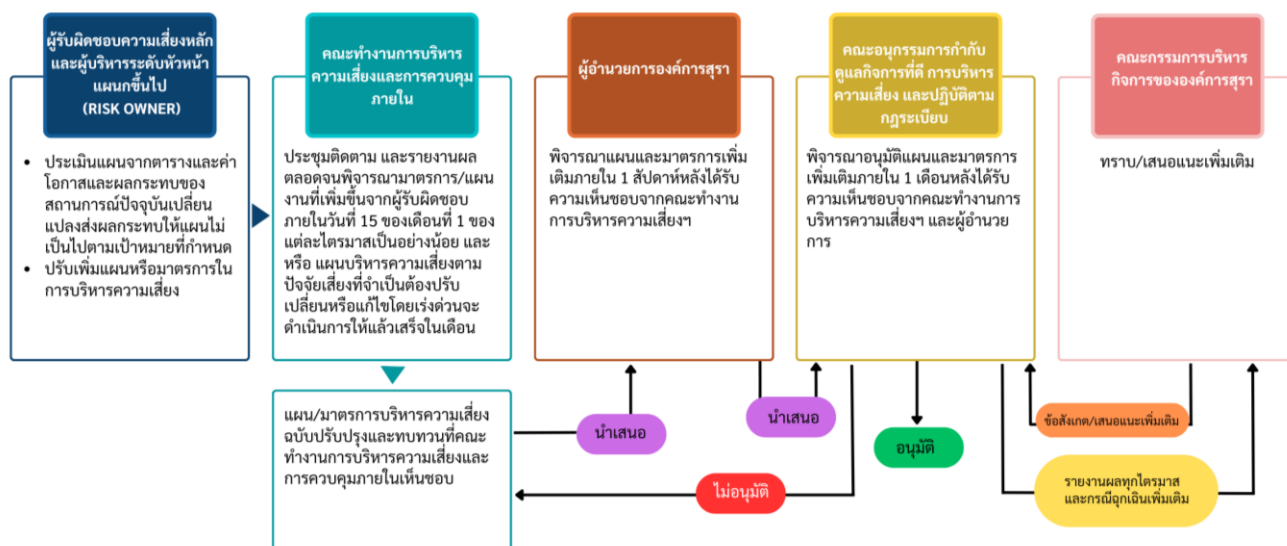 ผู้รับผิดชอบความเสี่ยงหลัก
และผู้บริหารระดับหัวหน้า
แผนกขึ้นไป
(RISK OWNER)
• ประเมินแผนจากตารางและค่า
โอกาสและผลกระทบของ
สถานการณ์ปัจจุบันเปลี่ยน
แปลงส่งผลกระทบให้แผนไม่
เป็นไปตามเป้าหมายที่กำหนด
• ปรับเพิ่มแผนหรือมาตรการใน
การบริหารความเสี่ยง
คณะทำงานการบริหาร
ความเสี่ยงและการควบคุม
ภายใน
ประชุมติดตาม และรายงานผล
ตลอดจนพิจารณามาตรการ/แผน
งานที่เพิ่มขึ้นจากผู้รับผิดชอบ
ภายในวันที่ 15 ของเดือนที่ 1 ของ
แต่ละไตรมาสเป็นอย่างน้อย และ
หรือ แผนบริหารความเสี่ยงตาม
ปัจจัยเสี่ยงที่จำเป็นต้องปรับ
เปลี่ยนหรือแก้ไขโดยเร่งด่วนจะ
ดำเนินการให้แล้วเสร็จในเดือน
แผน/มาตรการบริหารความเสี่ยง
ฉบับปรับปรุงและทบทวนที่คณะ
ทำงานการบริหารความเสี่ยงและ
การควบคุมภายในเห็นชอบ
ผู้อำนวยการองค์การสุรา
พิจารณาแผนและมาตรการเพิ่ม
เติมภายใน 1 สัปดาห์หลังได้รับ
ความเห็นชอบจากคณะทำงาน
การบริหารความเสี่ยงฯ
นำเสนอ
คณะอนุกรรมการกำกับ
ดูแลกิจการที่ดี การบริหาร
ความเสี่ยง และปฏิบัติตาม
กฎระเบียบ
พิจารณาอนุมัติแผนและมาตรการ
เพิ่มเติมภายใน 1 เดือนหลังได้รับ
ความเห็นชอบจากคณะทำงานการ
บริหารความเสี่ยงฯ และผู้อำนวย
การ
นำเสนอ
อนุมัติ
ไม่อนุมัติ
คณะกรรมการบริหาร
กิจการขององค์การสุรา
ทราบ/เสนอแนะเพิ่มเติม
ข้อสังเกต/เสนอแนะเพิ่มเติม
รายงานผลทุกไตรมาส
และกรณีฉุกเฉินเพิ่มเติม